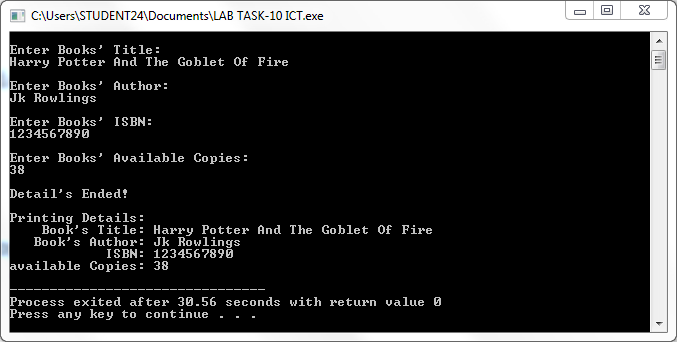 C:\Users\STUDENT24\Documents\LAB TASK-10 ICT.exe
Enter Books' Title:
Harry Potter And The Goblet Of Fire
Enter Books' Author:
Jk Rowlings
Enter Books' ISBN:
1234567890
Enter Books' Available Copies:
38
Detail's Ended!
Printing Details:
Book's Title: Harry Potter And The Goblet Of Fire
Book's Author: Jk Rowlings
ISBN: 1234567890
available Copies: 38
--------------------------------
Process exited after 30.56 seconds with return value 0
Press any key to continue . . .